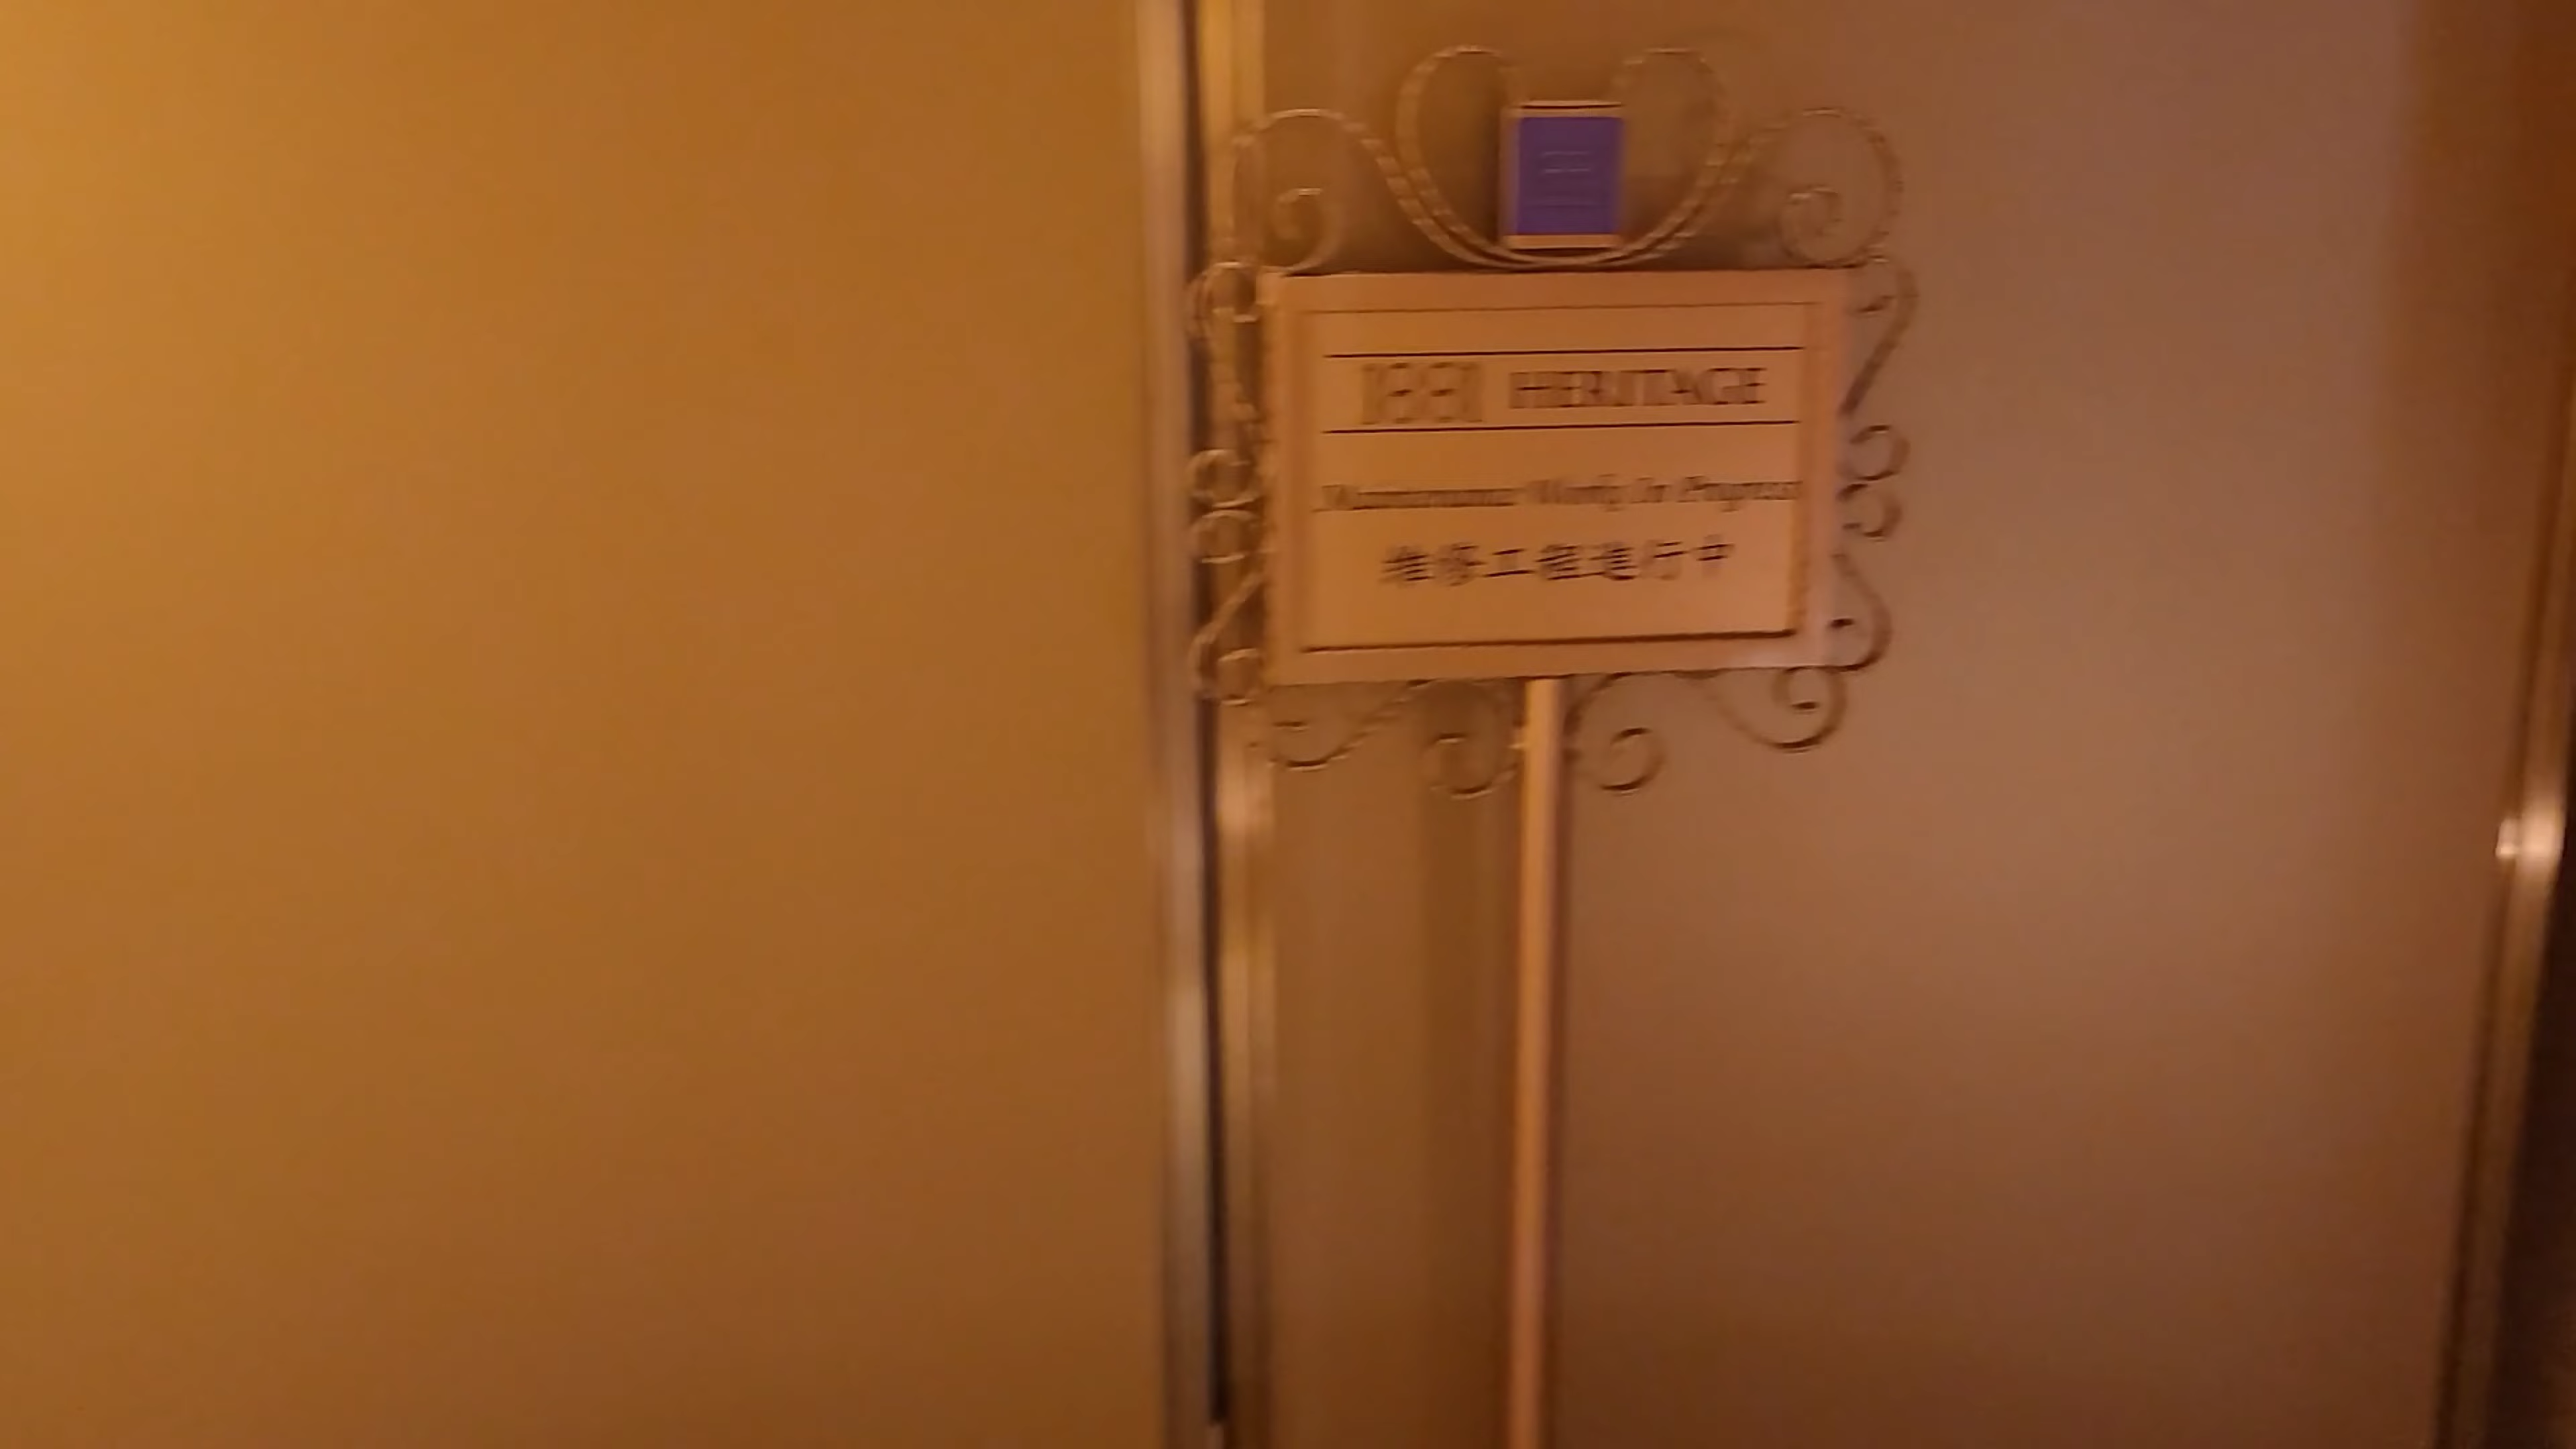 1881 HERITAGE
Maintenance Work In Progress
維修工程進行中